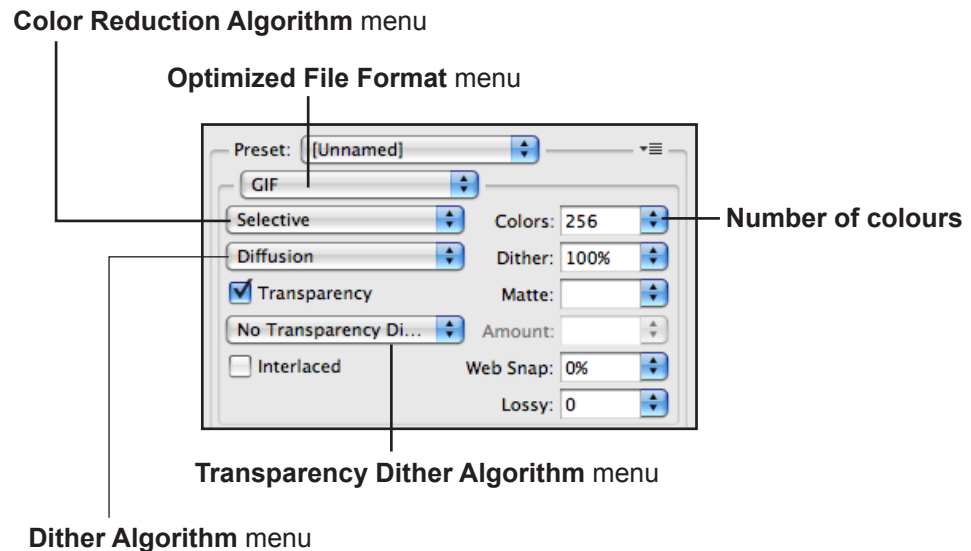 Color Reduction Algorithm menu
Optimized File Format menu
Preset: [Unnamed]
GIF
Selective
Colors: 256
Number of colours
Diffusion
Dither: 100%
Transparency
Matte:
No Transparency Di...
Amount:
Interlaced
Web Snap: 0%
Lossy: 0
Transparency Dither Algorithm menu
Dither Algorithm menu